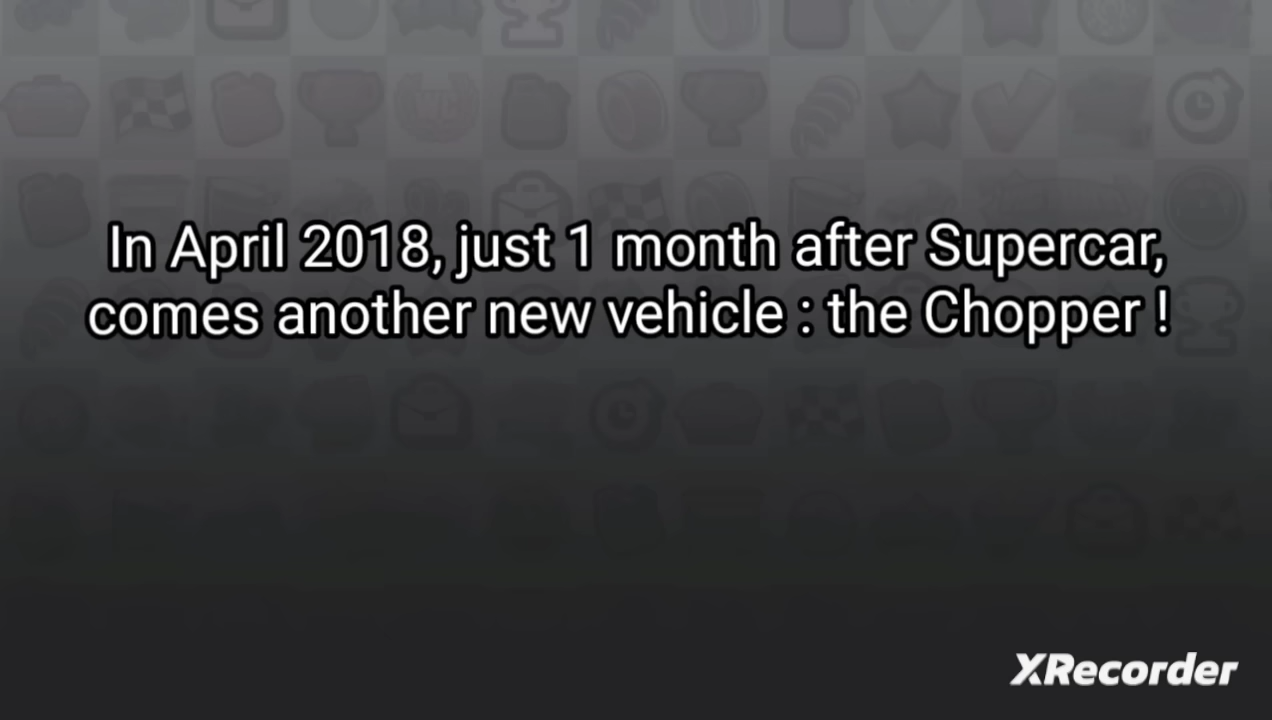 In April 2018, just 1 month after Supercar,
comes another new vehicle : the Chopper !
XRecorder